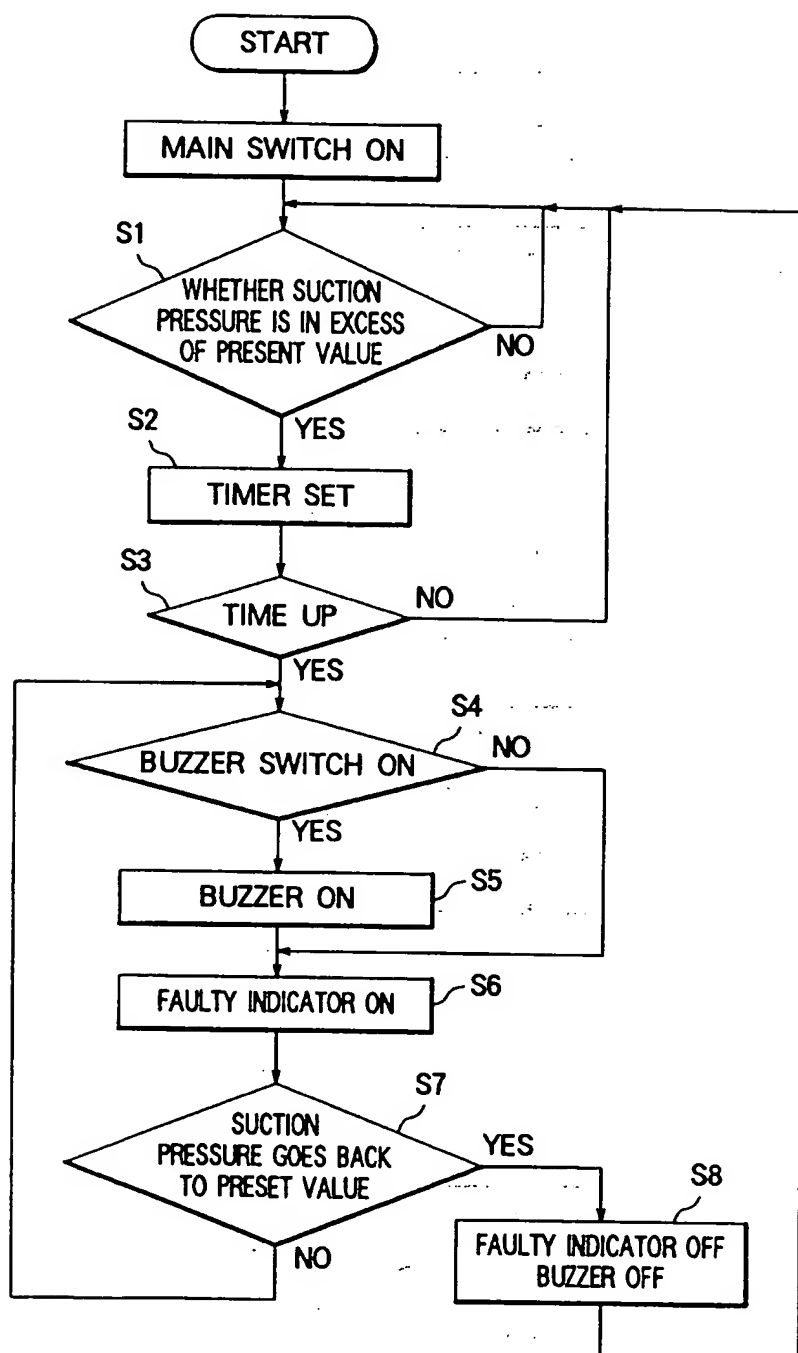 START
MAIN SWITCH ON
S1
WHETHER SUCTION
PRESSURE IS IN EXCESS
OF PRESENT VALUE
NO
YES
S2
TIMER SET
S3
TIME UP
NO
YES
S4
BUZZER SWITCH ON
NO
YES
BUZZER ON
S5
FAULTY INDICATOR ON
S6
S7
SUCTION
PRESSURE GOES BACK
TO PRESET VALUE
YES
NO
S8
FAULTY INDICATOR OFF
BUZZER OFF